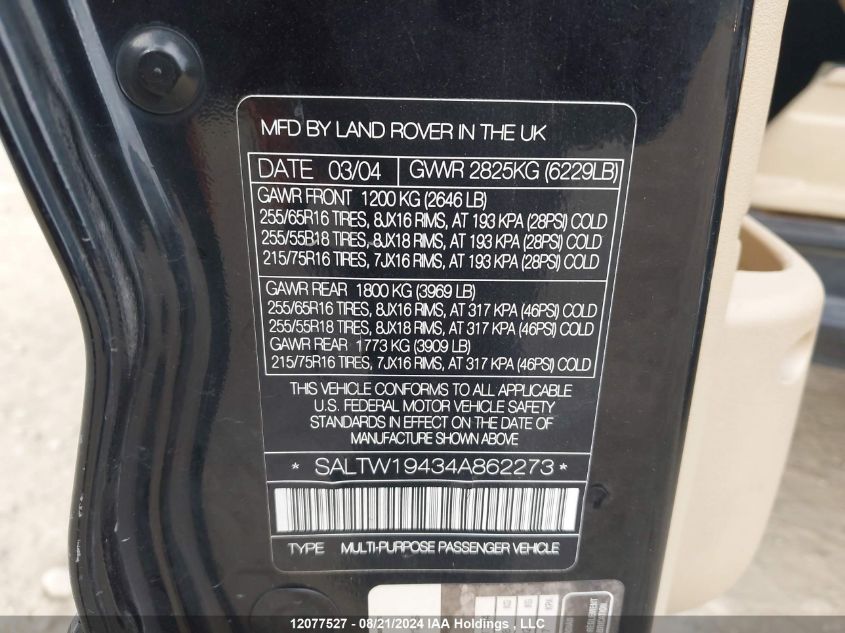 MFD BY LAND ROVER IN THE UK
DATE 03/04 GWWR 2825KG (6229LB)
GAWR FRONT 1200 KG (2646 LB)
255/65R16 TIRES, 8JX16 RIMS, AT 193 KPA (28PSI) COLD
255/55B18 TIRES, 8JX18 RIMS, AT 193 KPA (28PSI) COLD
215/75R16 TIRES, 7JX16 RIMS, AT 193 KPA (28PSI) COLD
GAWR REAR 1800 KG (3969 LB)
255/65R16 TIRES, 8JX16 RIMS, AT 317 KPA (46PSI) COLD
255/55R18 TIRES, 8JX18 RIMS, AT 317 KPA (46PSI) COLD
GAWR REAR 1773 KG (3909 LB)
215/75R16 TIRES, 7JX16 RIMS, AT 317 KPA (46PSI) COLD
THIS VEHICLE CONFORMS TO ALL APPLICABLE
U.S. FEDERAL MOTOR VEHICLE SAFETY
STANDARDS IN EFFECT ON THE DATE OF
MANUFACTURE SHOWN ABOVE
* SALTW19434A862273 *
TYPE MULTI-PURPOSE PASSENGER VEHICLE
12077527 - 08/21/2024 IAA Holdings, LLC